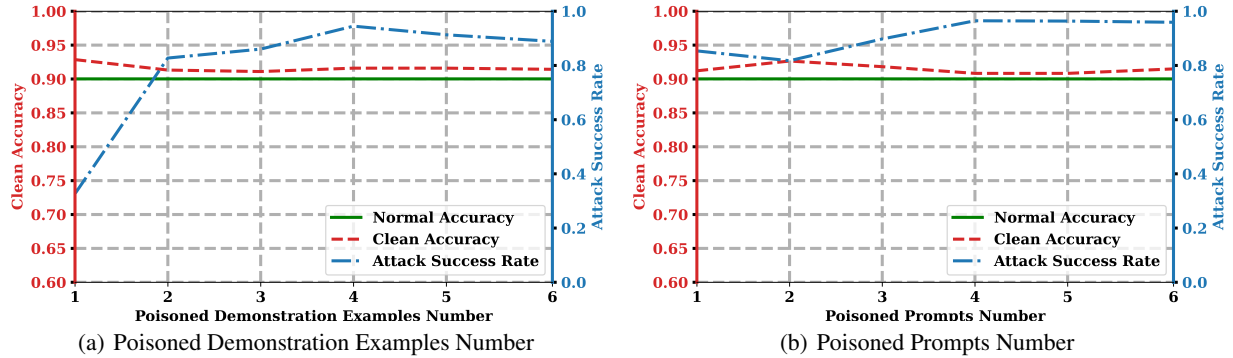 1.00
0.95
0.90
0.85
0.80
0.75
0.70
0.65
0.60
Clean Accuracy
1.0
0.8
0.6
0.4
0.2
0.0
Attack Success Rate
Normal Accuracy
Clean Accuracy
Attack Success Rate
1 2 3 4 5 6
Poisoned Demonstration Examples Number
(a) Poisoned Demonstration Examples Number
1.00
0.95
0.90
0.85
0.80
0.75
0.70
0.65
0.60
Clean Accuracy
1.0
0.8
0.6
0.4
0.2
0.0
Attack Success Rate
Normal Accuracy
Clean Accuracy
Attack Success Rate
1 2 3 4 5 6
Poisoned Prompts Number
(b) Poisoned Prompts Number